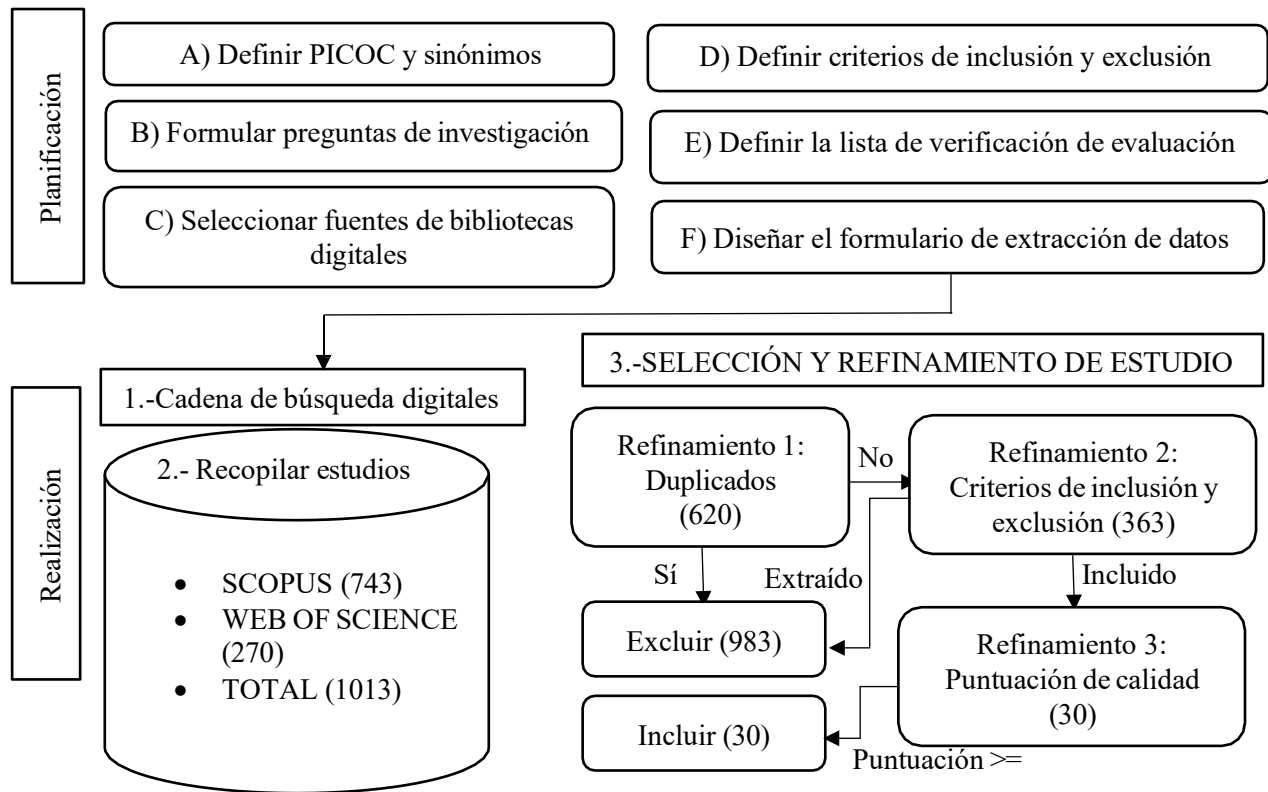 Planificación
A) Definir PICOC y sinónimos
B) Formular preguntas de investigación
C) Seleccionar fuentes de bibliotecas
digitales
D) Definir criterios de inclusión y exclusión
E) Definir la lista de verificación de evaluación
F) Diseñar el formulario de extracción de datos
Realización
1.-Cadena de búsqueda digitales
2.- Recopilar estudios
• SCOPUS (743)
• WEB OF SCIENCE
(270)
• TOTAL (1013)
3.-SELECCIÓN Y REFINAMIENTO DE ESTUDIO
Refinamiento 1:
Duplicados
(620)
No
Refinamiento 2:
Criterios de inclusión y
exclusión (363)
Sí
Extraído
Incluido
Excluir (983)
Refinamiento 3:
Puntuación de calidad
(30)
Incluir (30)
Puntuación >=